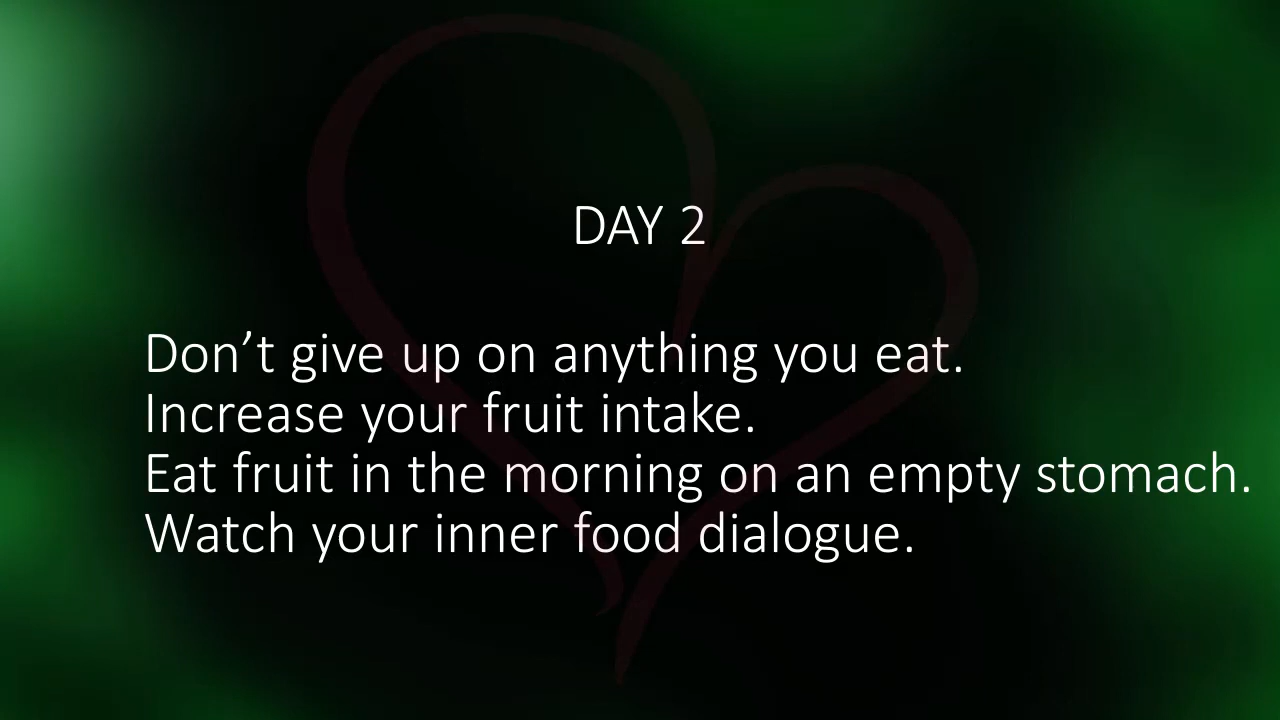 DAY 2
Don’t give up on anything you eat.
Increase your fruit intake.
Eat fruit in the morning on an empty stomach.
Watch your inner food dialogue.